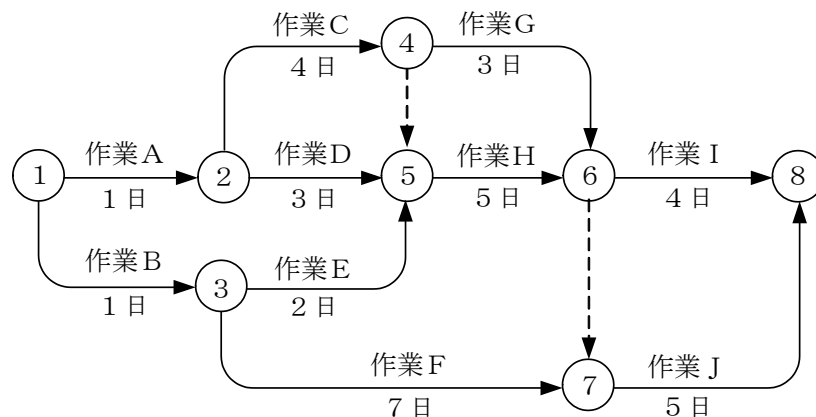 作業C
4日
④
作業G
3日
①
作業A
1日
②
作業D
3日
⑤
作業H
5日
⑥
作業I
4日
⑧
作業B
1日
③
作業E
2日
作業F
7日
⑦
作業J
5日